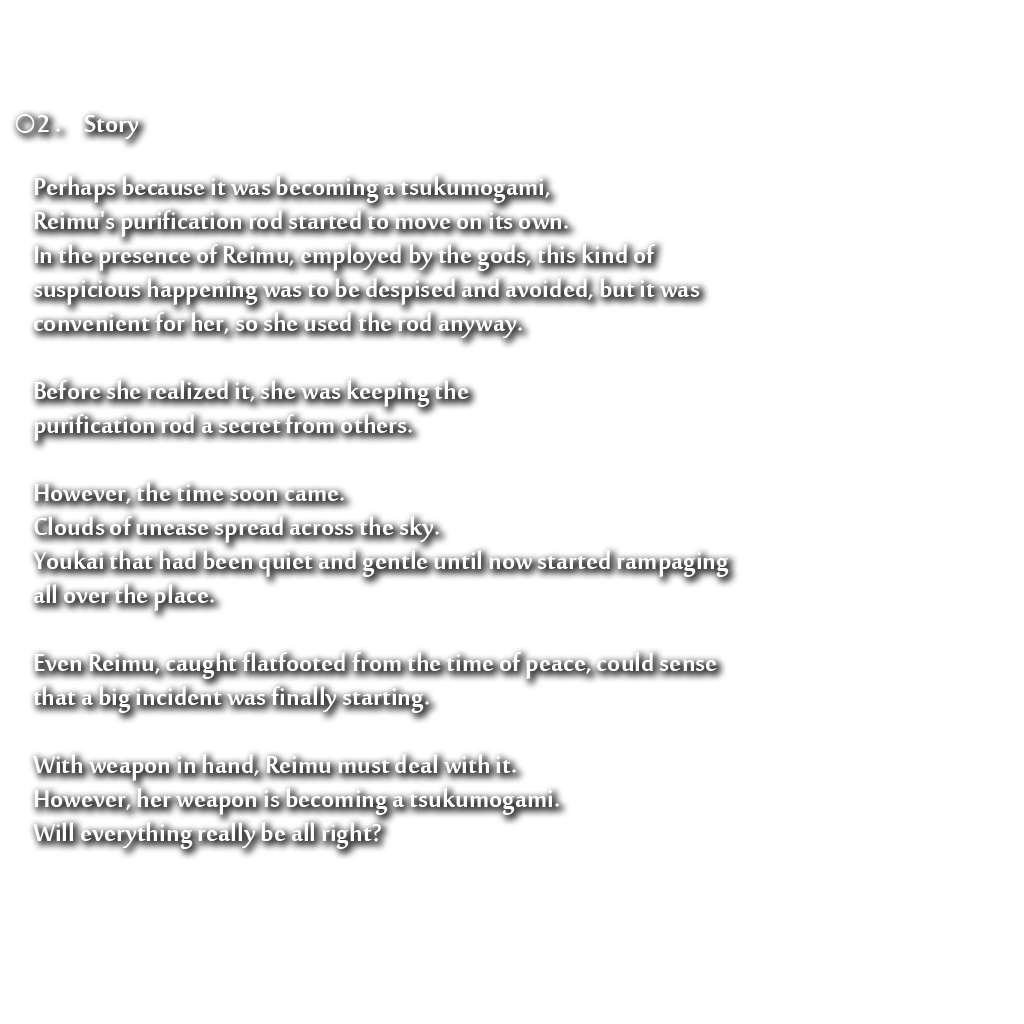 ○2. Story
Perhaps because it was becoming a tsukumogami,
Reimu's purification rod started to move on its own.
In the presence of Reimu, employed by the gods, this kind of
suspicious happening was to be despised and avoided, but it was
convenient for her, so she used the rod anyway.
Before she realized it, she was keeping the
purification rod a secret from others.
However, the time soon came.
Clouds of unease spread across the sky.
Youkai that had been quiet and gentle until now started rampaging
all over the place.
Even Reimu, caught flatfooted from the time of peace, could sense
that a big incident was finally starting.
With weapon in hand, Reimu must deal with it.
However, her weapon is becoming a tsukumogami.
Will everything really be all right?